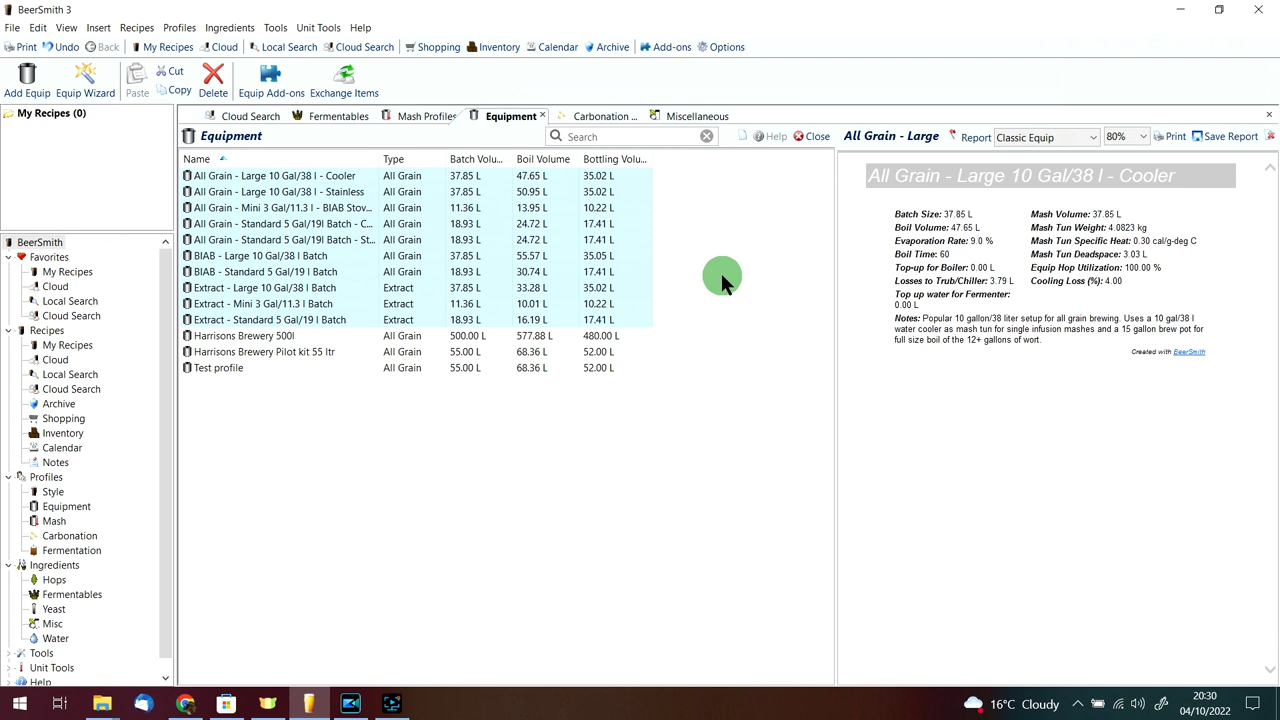 BeerSmith 3
File Edit View Insert Recipes Profiles Ingredients Tools Unit Tools Help
Print Undo Back My Recipes Cloud Local Search Cloud Search Shopping Inventory Calendar Archive Add-ons Options
Add Equip Equip Wizard Paste Cut Copy Delete Equip Add-ons Exchange Items
My Recipes (0)
Cloud Search Fermentables Mash Profiles Equipment Carbonation ... Miscellaneous
Equipment Search Help Close
Name Type Batch Volu... Boil Volume Bottling Volu...
All Grain - Large 10 Gal/38 l - Cooler All Grain 37.85 L 47.65 L 35.02 L
All Grain - Large 10 Gal/38 l - Stainless All Grain 37.85 L 50.95 L 35.02 L
All Grain - Mini 3 Gal/11.3 l - BIAB Stov... All Grain 11.36 L 13.95 L 10.22 L
All Grain - Standard 5 Gal/19l Batch - C... All Grain 18.93 L 24.72 L 17.41 L
All Grain - Standard 5 Gal/19l Batch - St... All Grain 18.93 L 24.72 L 17.41 L
BIAB - Large 10 Gal/38 l Batch All Grain 37.85 L 55.57 L 35.05 L
BIAB - Standard 5 Gal/19 l Batch All Grain 18.93 L 30.74 L 17.41 L
Extract - Large 10 Gal/38 l Batch Extract 37.85 L 33.28 L 35.02 L
Extract - Mini 3 Gal/11.3 l Batch Extract 11.36 L 10.01 L 10.22 L
Extract - Standard 5 Gal/19 l Batch Extract 18.93 L 16.19 L 17.41 L
Harrisons Brewery 500l All Grain 500.00 L 577.88 L 480.00 L
Harrisons Brewery Pilot kit 55 ltr All Grain 55.00 L 68.36 L 52.00 L
Test profile All Grain 55.00 L 68.36 L 52.00 L
All Grain - Large Report Classic Equip 80% Print Save Report
All Grain - Large 10 Gal/38 l - Cooler
Batch Size: 37.85 L Mash Volume: 37.85 L
Boil Volume: 47.65 L Mash Tun Weight: 4.0823 kg
Evaporation Rate: 9.0 % Mash Tun Specific Heat: 0.30 cal/g-deg C
Boil Time: 60 Mash Tun Deadspace: 3.03 L
Top-up for Boiler: 0.00 L Equip Hop Utilization: 100.00 %
Losses to Trub/Chiller: 3.79 L Cooling Loss (%): 4.00
Top up water for Fermenter:
0.00 L
Notes: Popular 10 gallon/38 liter setup for all grain brewing. Uses a 10 gal/38 l
water cooler as mash tun for single infusion mashes and a 15 gallon brew pot for
full size boil of the 12+ gallons of wort.
Created with BeerSmith
BeerSmith
Favorites
My Recipes
Cloud
Local Search
Cloud Search
Recipes
My Recipes
Cloud
Local Search
Cloud Search
Archive
Shopping
Inventory
Calendar
Notes
Profiles
Style
Equipment
Mash
Carbonation
Fermentation
Ingredients
Hops
Fermentables
Yeast
Misc
Water
Tools
Unit Tools
Help
16°C Cloudy
20:30
04/10/2022